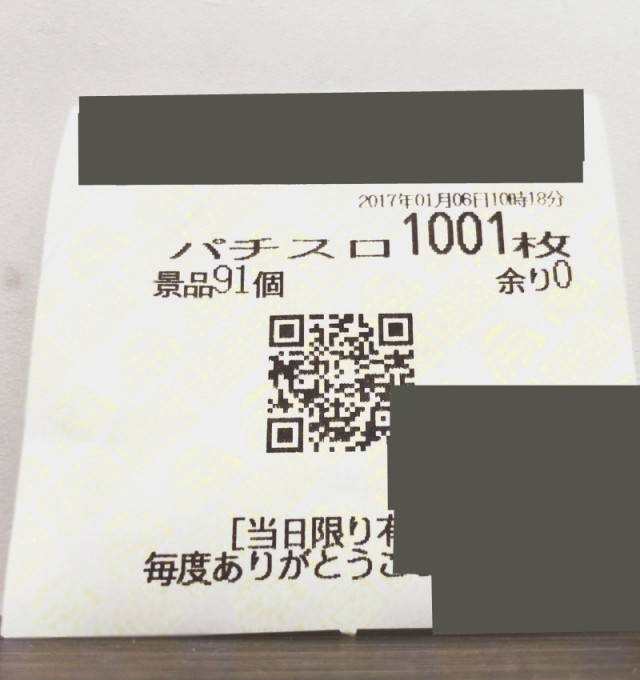 2017年01月06日10時18分
パチスロ1001枚
景品91個 余り0
[当日限り有
毎度ありがとうご